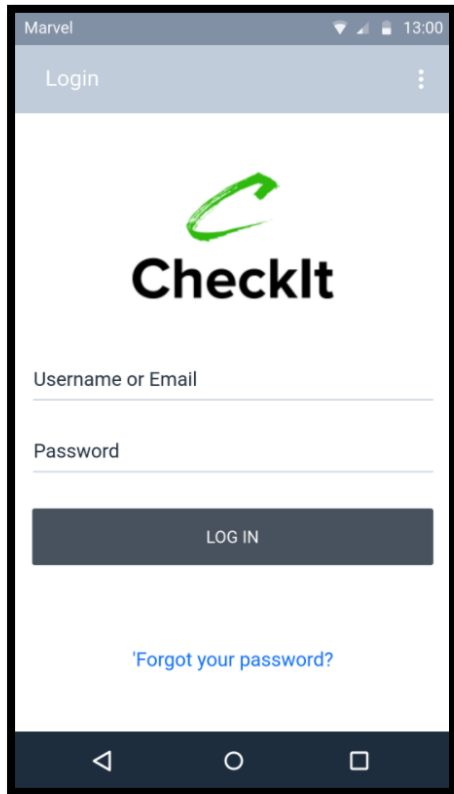 Marvel 13:00
Login
CheckIt
Username or Email
Password
LOG IN
'Forgot your password?